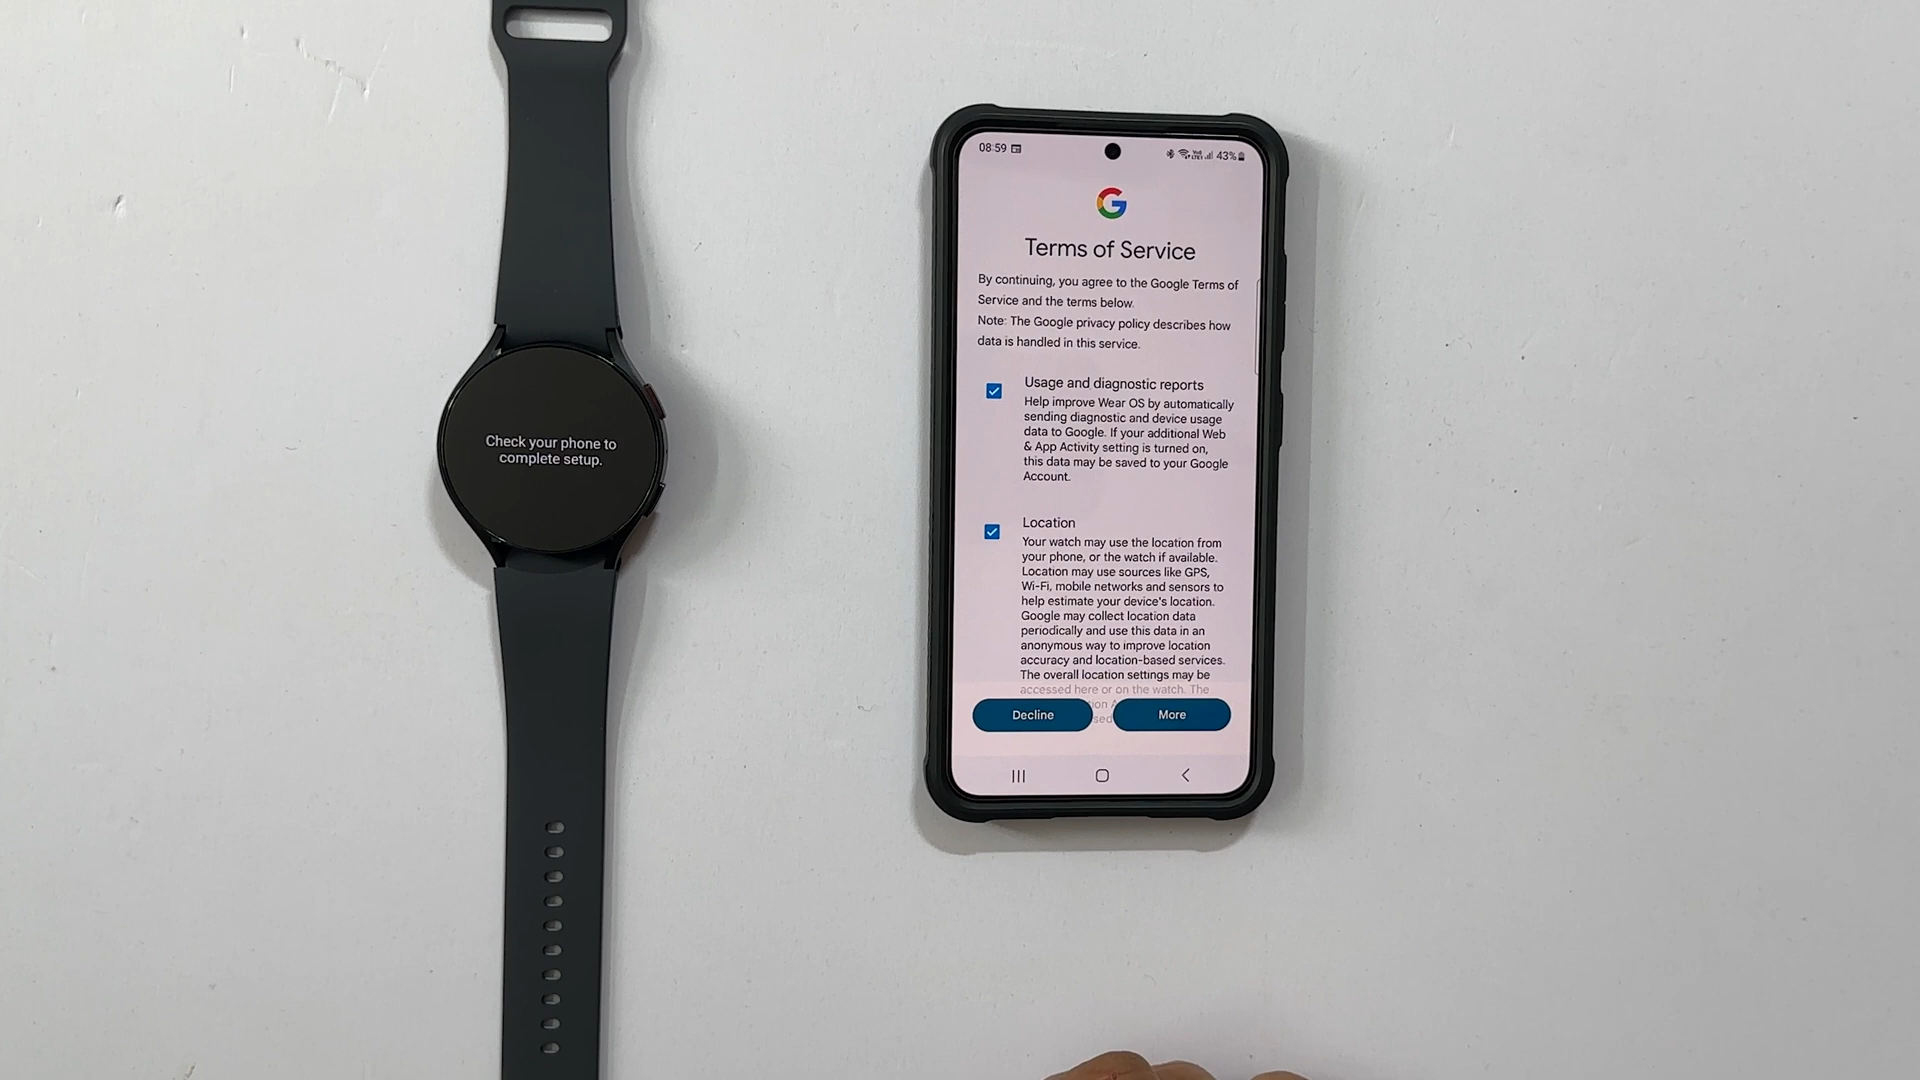 Check your phone to
complete setup.
08:59
43%
Terms of Service
By continuing, you agree to the Google Terms of
Service and the terms below.
Note: The Google privacy policy describes how
data is handled in this service.
Usage and diagnostic reports
Help improve Wear OS by automatically
sending diagnostic and device usage
data to Google. If your additional Web
& App Activity setting is turned on,
this data may be saved to your Google
Account.
Location
Your watch may use the location from
your phone, or the watch if available.
Location may use sources like GPS,
Wi-Fi, mobile networks and sensors to
help estimate your device's location.
Google may collect location data
periodically and use this data in an
anonymous way to improve location
accuracy and location-based services.
The overall location settings may be
accessed here or on the watch. The
Decline
More